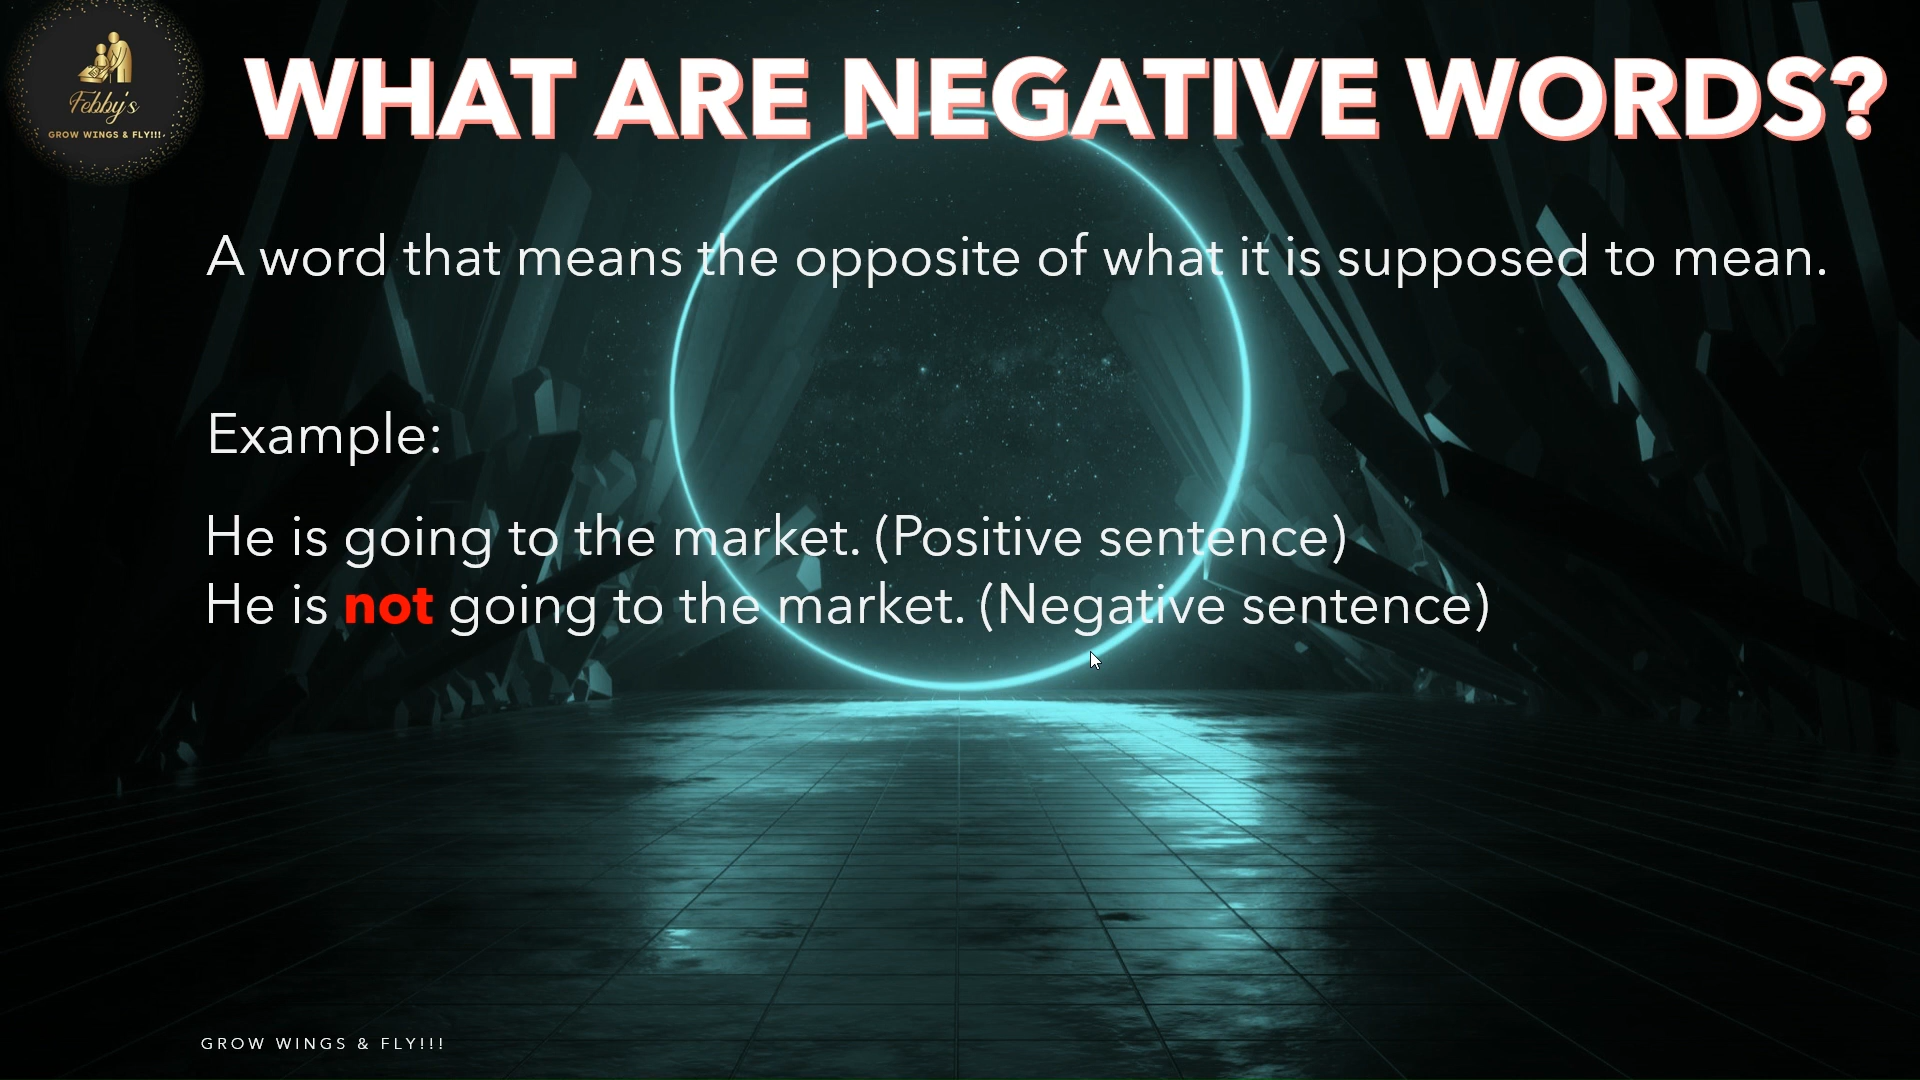 Febby's
GROW WINGS & FLY!!!
WHAT ARE NEGATIVE WORDS?
A word that means the opposite of what it is supposed to mean.
Example:
He is going to the market. (Positive sentence)
He is not going to the market. (Negative sentence)
GROW WINGS & FLY!!!